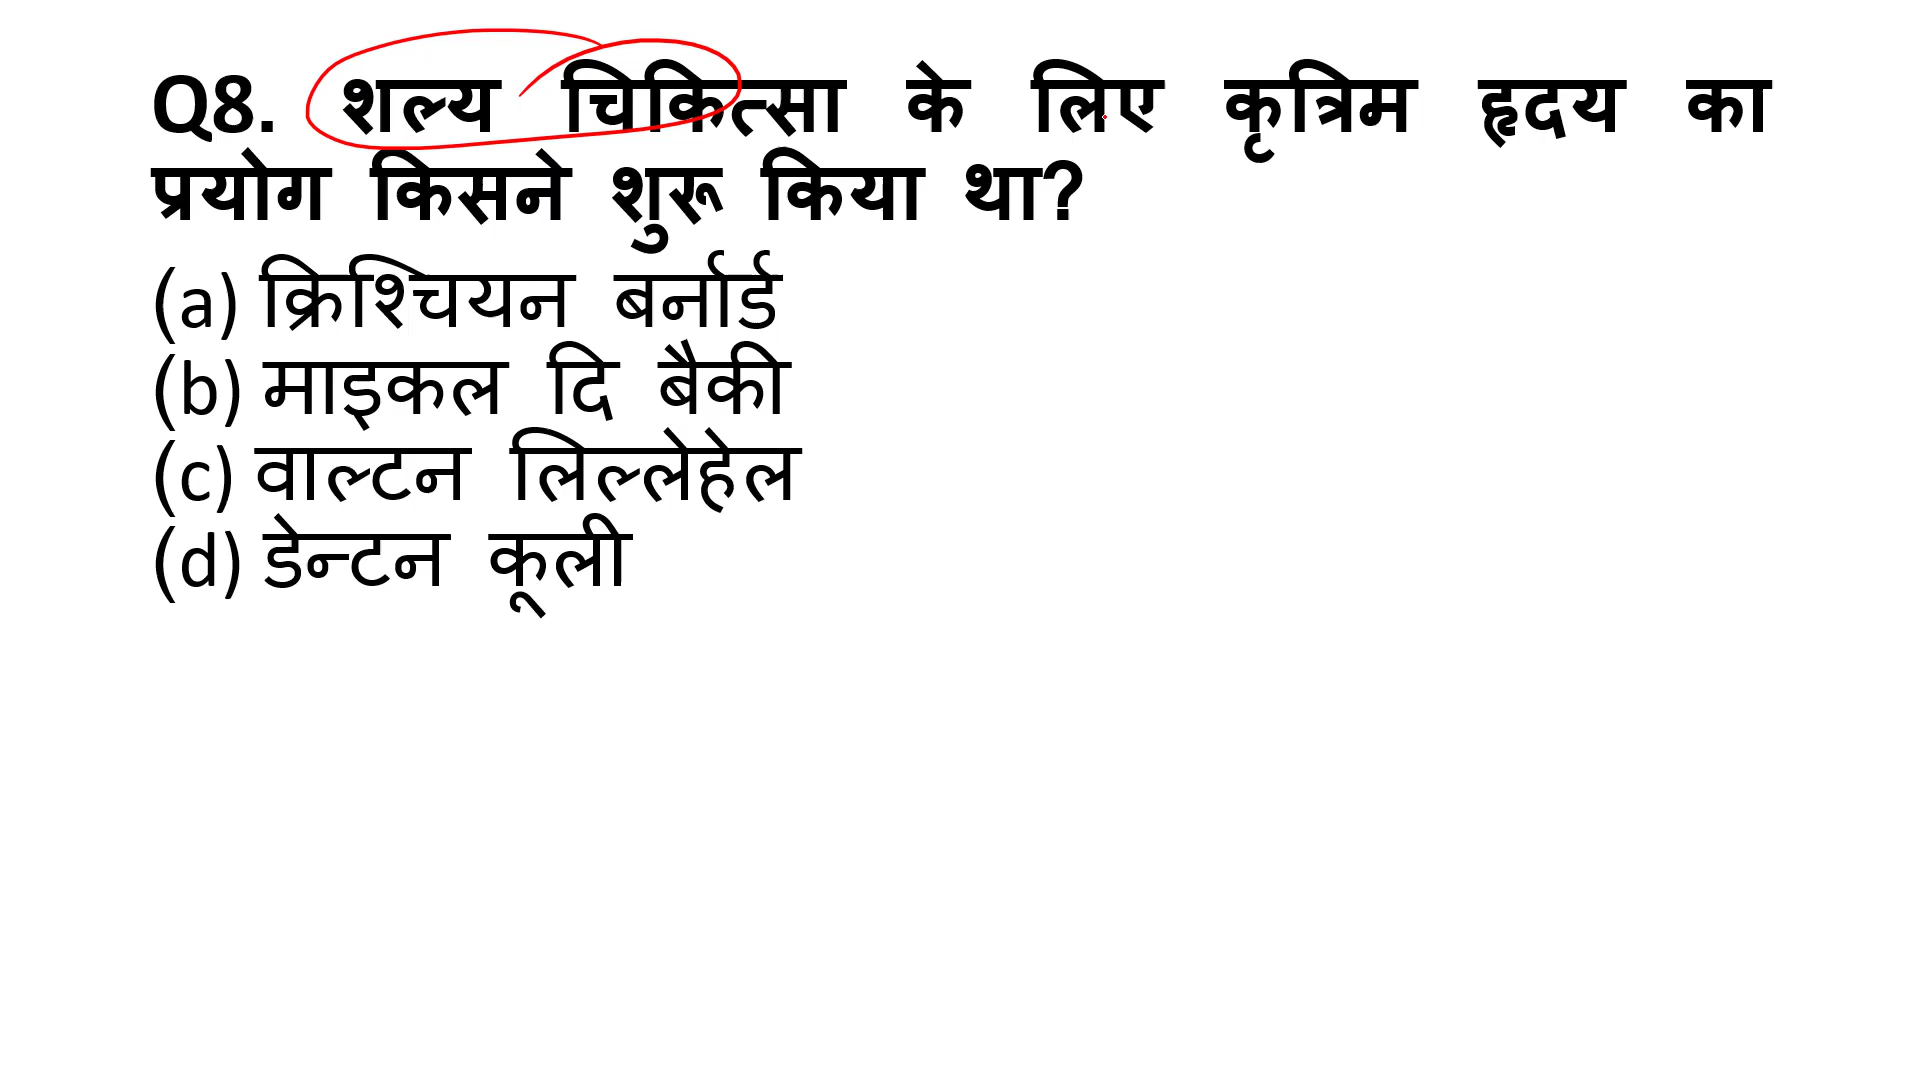 Q8. शल्य चिकित्सा के लिए कृत्रिम हृदय का
प्रयोग किसने शुरू किया था?
(a) क्रिश्चियन बर्नार्ड
(b) माइकल दि बैकी
(c) वाल्टन लिल्लेहेल
(d) डेन्टन कूली